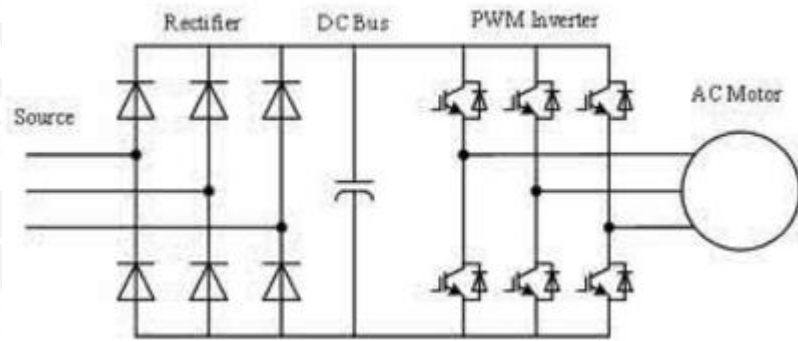 Rectifier
DC Bus
PWM Inverter
AC Motor
Source